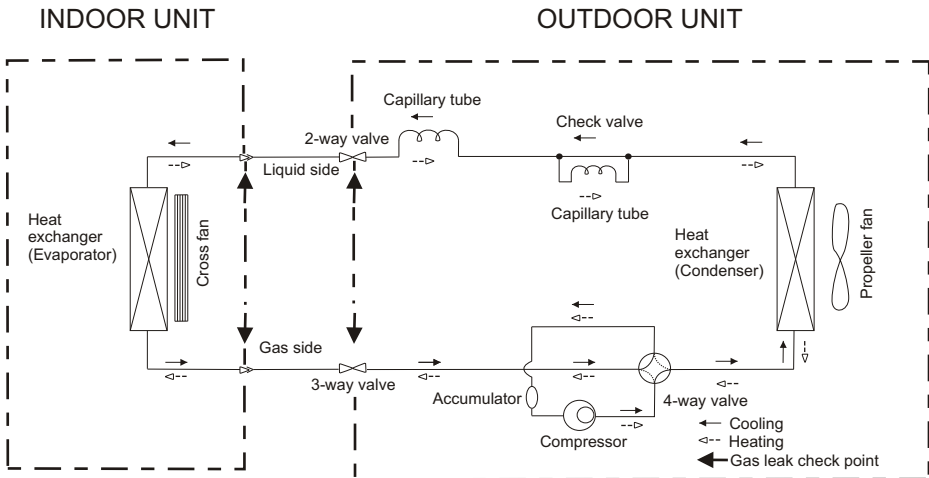 INDOOR UNIT
OUTDOOR UNIT
Capillary tube
2-way valve
Check valve
Liquid side
Capillary tube
Heat
exchanger
(Evaporator)
Cross fan
Heat
exchanger
(Condenser)
Propeller fan
Gas side
3-way valve
Accumulator
4-way valve
Compressor
Cooling
Heating
Gas leak check point